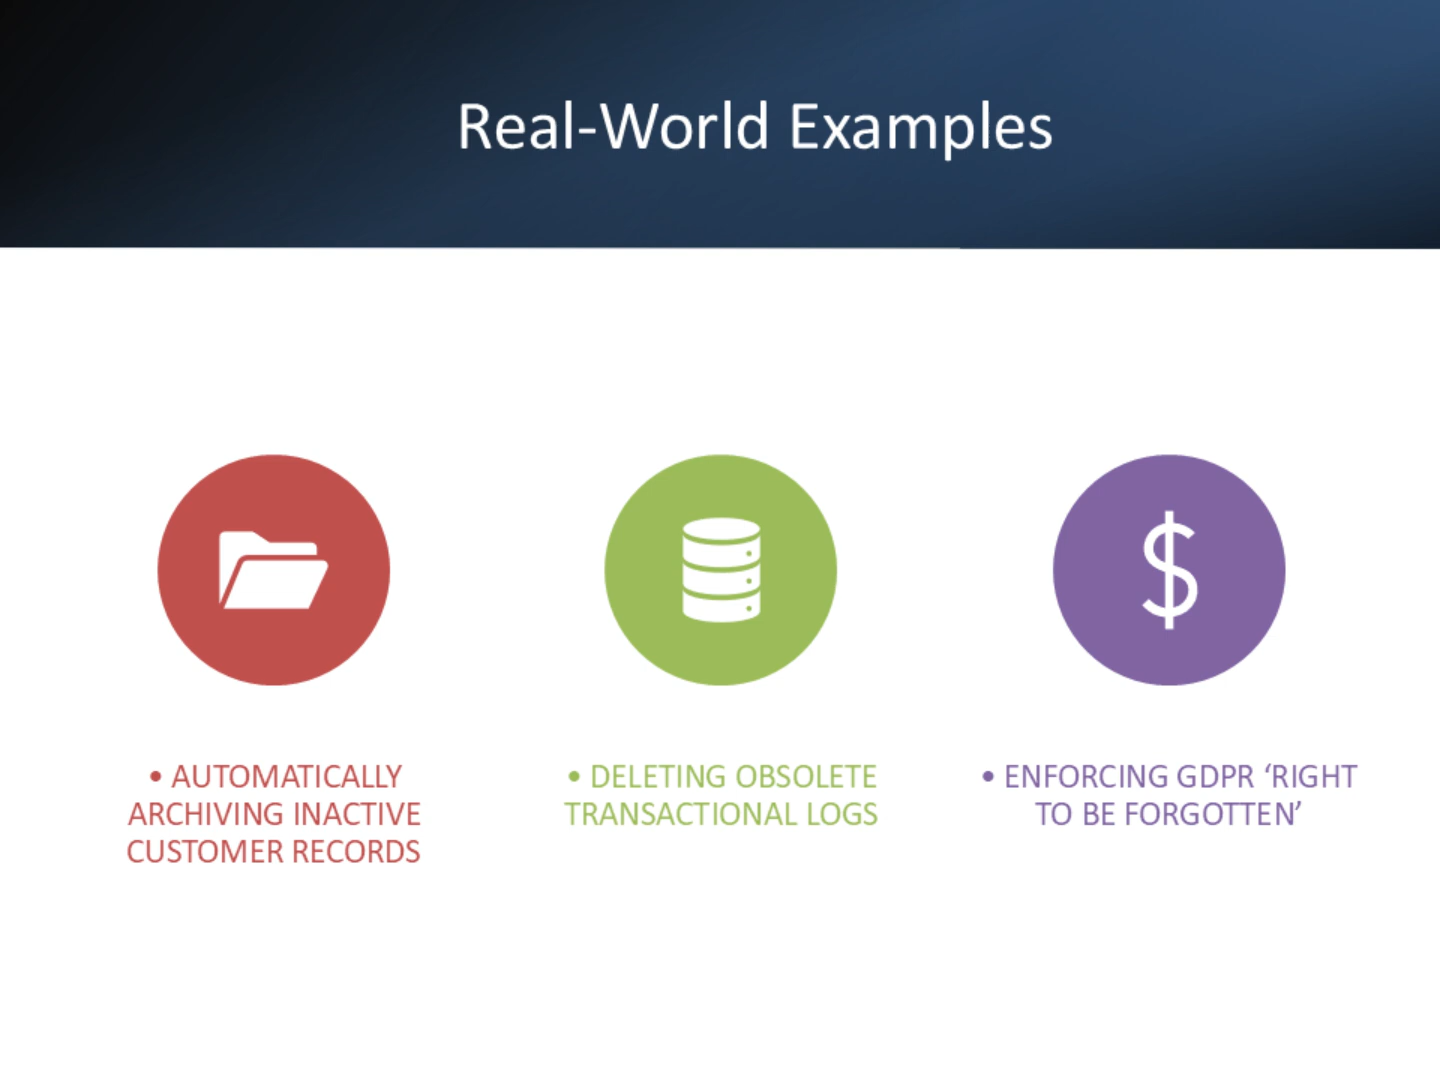 Real-World Examples
• AUTOMATICALLY
ARCHIVING INACTIVE
CUSTOMER RECORDS
• DELETING OBSOLETE
TRANSACTIONAL LOGS
• ENFORCING GDPR ‘RIGHT
TO BE FORGOTTEN’